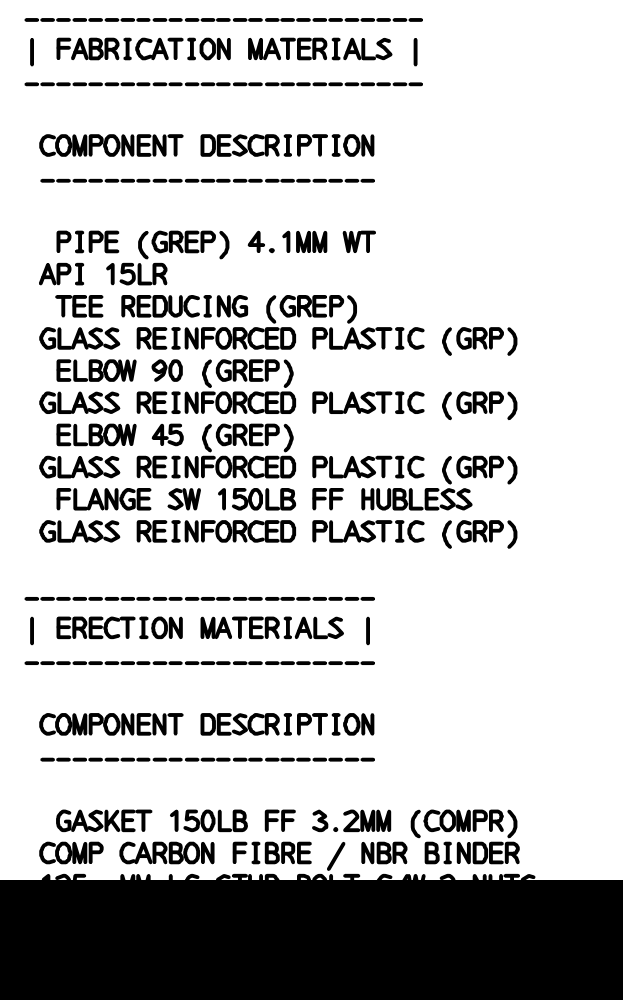 --------------------------
| FABRICATION MATERIALS |
--------------------------
COMPONENT DESCRIPTION
---------------------
PIPE (GREP) 4.1MM WT
API 15LR
TEE REDUCING (GREP)
GLASS REINFORCED PLASTIC (GRP)
ELBOW 90 (GREP)
GLASS REINFORCED PLASTIC (GRP)
ELBOW 45 (GREP)
GLASS REINFORCED PLASTIC (GRP)
FLANGE SW 150LB FF HUBLESS
GLASS REINFORCED PLASTIC (GRP)
----------------------
| ERECTION MATERIALS |
----------------------
COMPONENT DESCRIPTION
---------------------
GASKET 150LB FF 3.2MM (COMPR)
COMP CARBON FIBRE / NBR BINDER